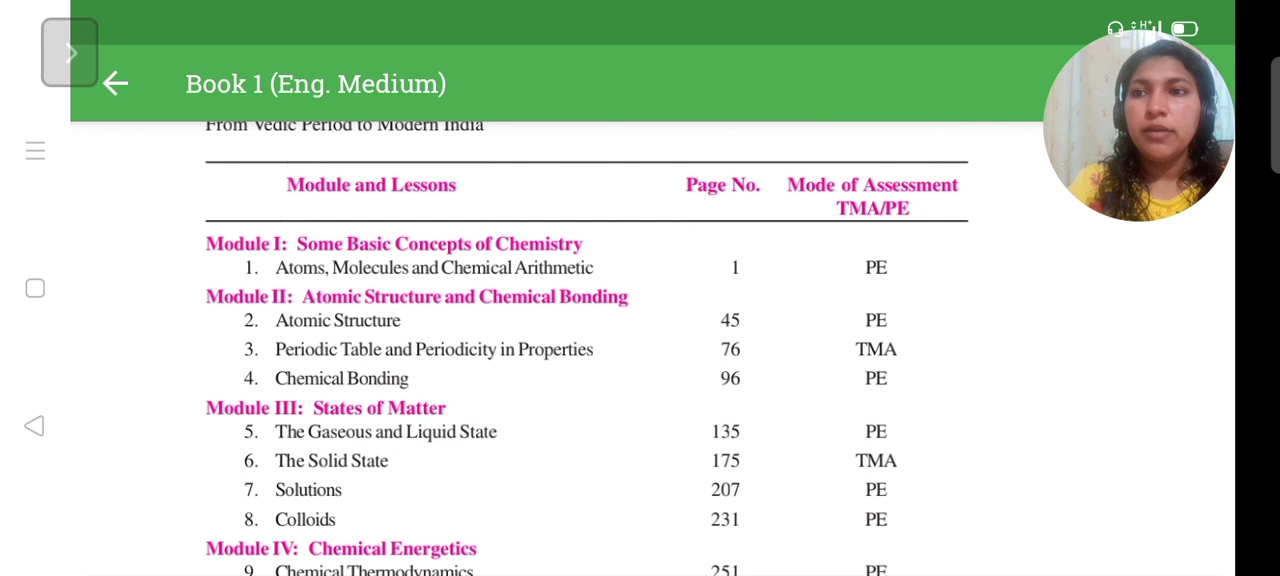 H+
Book 1 (Eng. Medium)
From Vedic Period to Modern India
Module and Lessons Page No. Mode of Assessment
TMA/PE
Module I: Some Basic Concepts of Chemistry
1. Atoms, Molecules and Chemical Arithmetic 1 PE
Module II: Atomic Structure and Chemical Bonding
2. Atomic Structure 45 PE
3. Periodic Table and Periodicity in Properties 76 TMA
4. Chemical Bonding 96 PE
Module III: States of Matter
5. The Gaseous and Liquid State 135 PE
6. The Solid State 175 TMA
7. Solutions 207 PE
8. Colloids 231 PE
Module IV: Chemical Energetics
9. Chemical Thermodynamics 251 PE